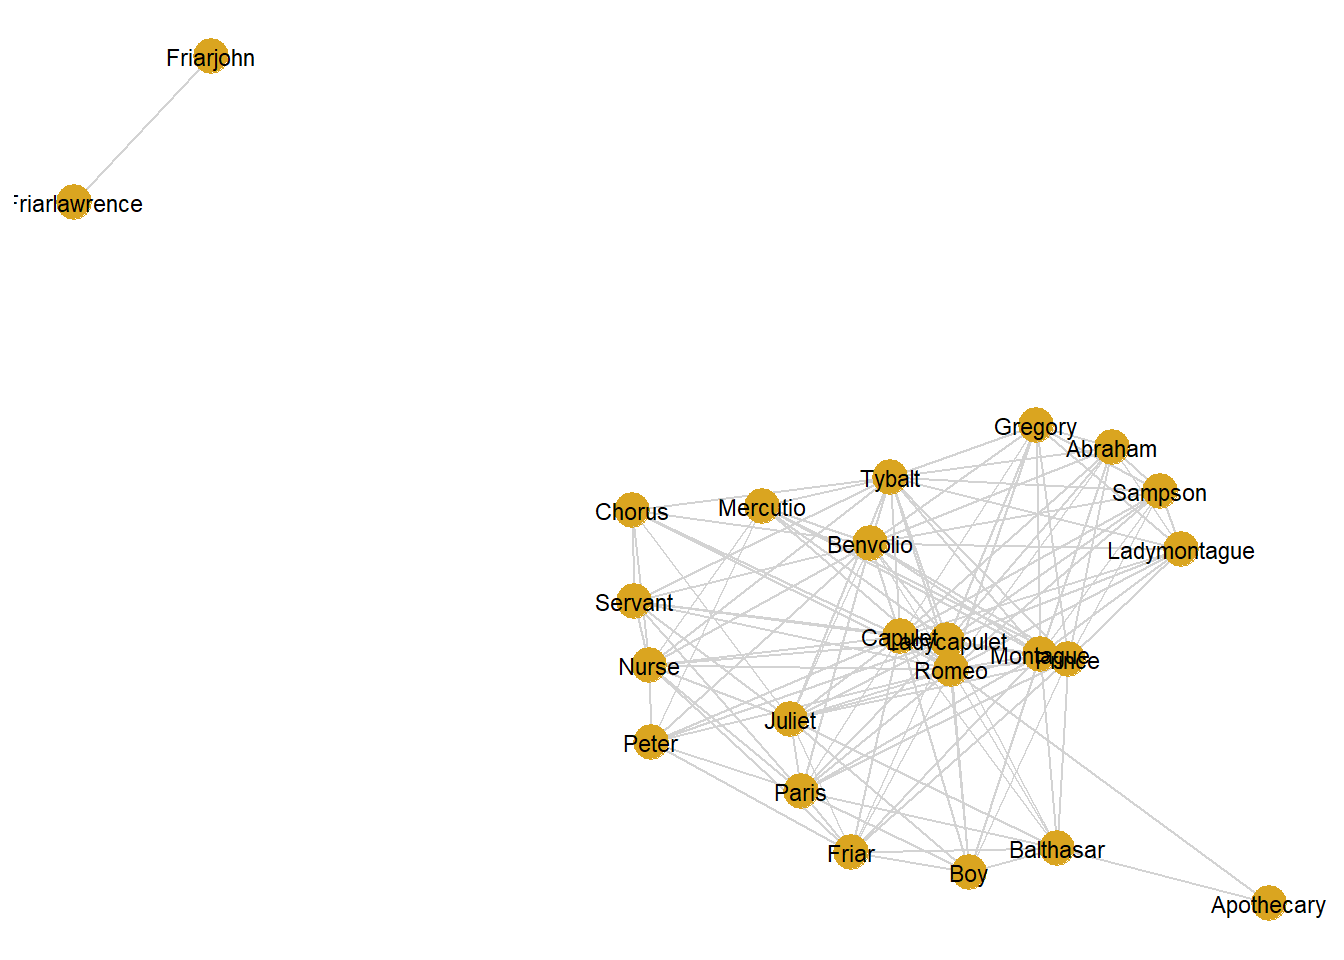 Friarjohn
Friarlawrence
Gregory
Abraham
Tybalt
Sampson
Mercutio
Chorus
Benvolio
Ladymontague
Servant
Capulet
Ladycapulet
Montague
Prince
Nurse
Romeo
Juliet
Peter
Paris
Friar
Balthasar
Boy
Apothecary